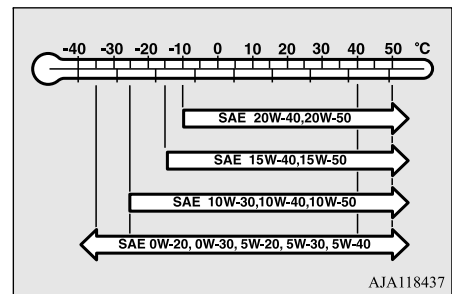 -40 -30 -20 -10 0 10 20 30 40 50 °C
SAE 20W-40,20W-50
SAE 15W-40,15W-50
SAE 10W-30,10W-40,10W-50
SAE 0W-20, 0W-30, 5W-20, 5W-30, 5W-40
AJA118437